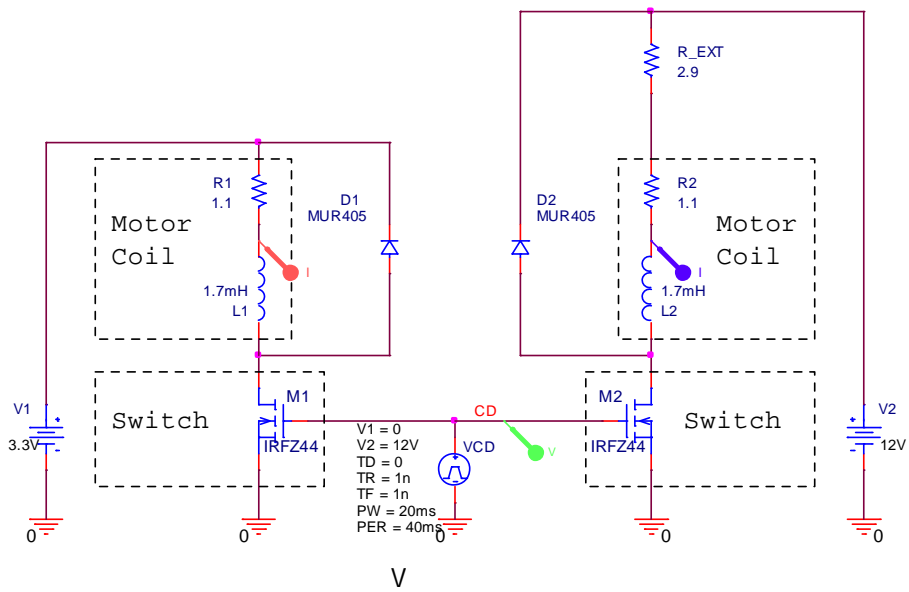 R_EXT
2.9
R1
1.1
D1
MUR405
D2
MUR405
R2
1.1
Motor
Coil
Motor
Coil
I
I
1.7mH
L1
1.7mH
L2
V1
3.3V
Switch
M1
IRFZ44
V1 = 0
V2 = 12V
TD = 0
TR = 1n
TF = 1n
PW = 20ms
PER = 40ms
CD
VCD
V
M2
IRFZ44
Switch
V2
12V
0
0
0
0
0
V